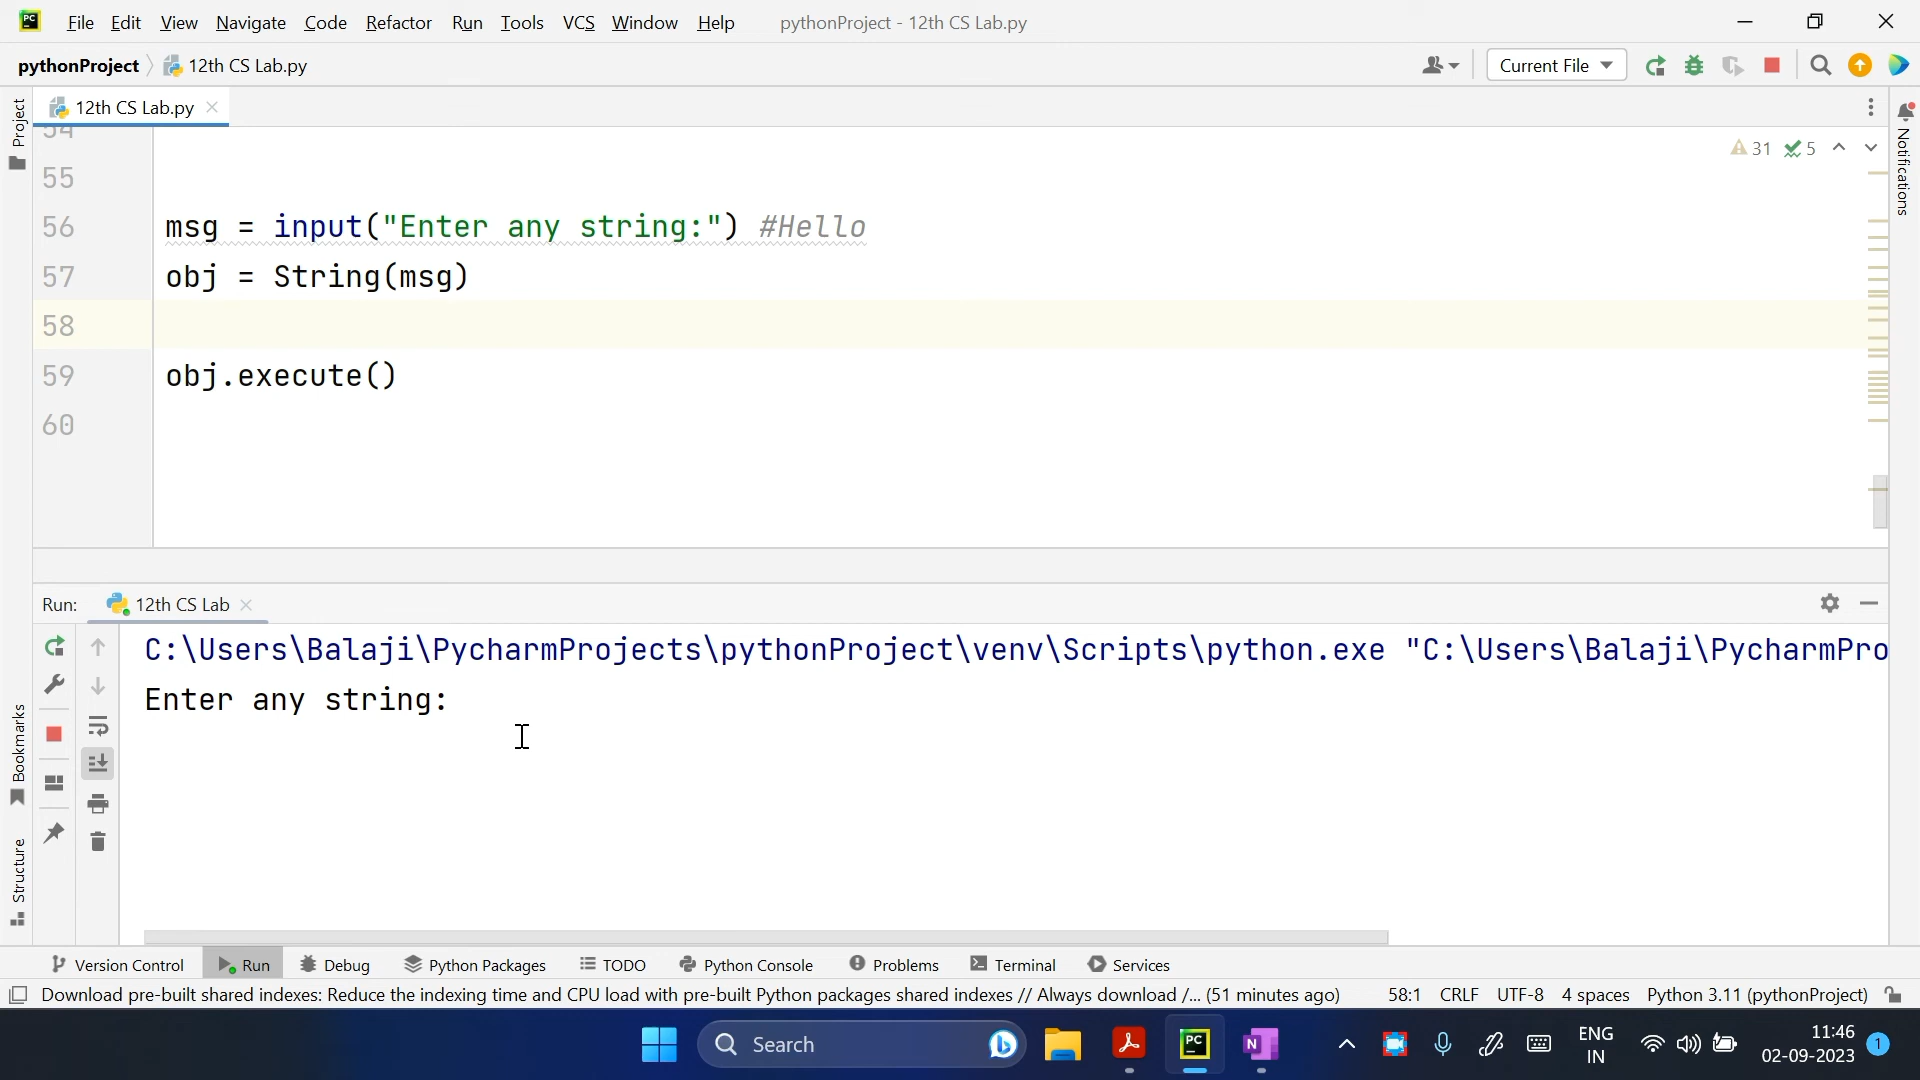 File Edit View Navigate Code Refactor Run Tools VCS Window Help pythonProject - 12th CS Lab.py
pythonProject 12th CS Lab.py Current File
Project
12th CS Lab.py
Notifications
54
31 5
55
56 msg = input("Enter any string:") #Hello
57 obj = String(msg)
58
59 obj.execute()
60
Run: 12th CS Lab
C:\Users\Balaji\PycharmProjects\pythonProject\venv\Scripts\python.exe "C:\Users\Balaji\PycharmPro
Enter any string:
Bookmarks
Structure
Version Control Run Debug Python Packages TODO Python Console Problems Terminal Services
Download pre-built shared indexes: Reduce the indexing time and CPU load with pre-built Python packages shared indexes // Always download /... (51 minutes ago) 58:1 CRLF UTF-8 4 spaces Python 3.11 (pythonProject)
Search PC N ENG 11:46
IN 02-09-2023 1